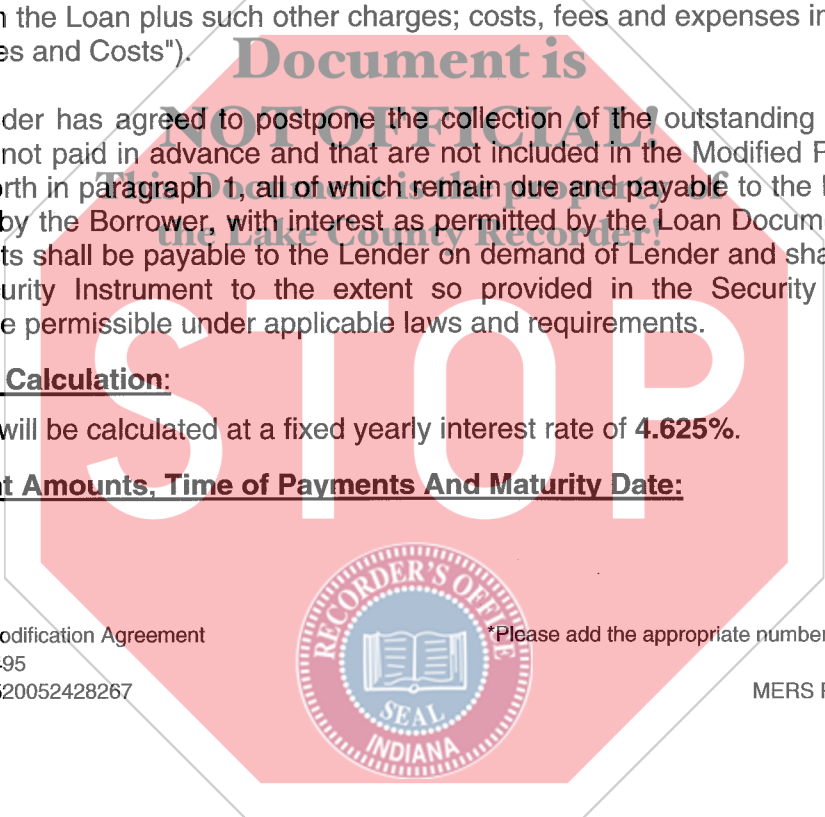 the Loan plus such other charges; costs, fees and expenses
es and Costs").
Document is
der has agreed to postpone the collection of the outstanding
NOT OFFICIAL!
not paid in advance and that are not included in the Modified
orth in paragraph 1, all of which remain due and payable to the
This Document is the property of
by the Borrower, with interest as permitted by the Loan Docum
the Lake County Recorder!
ts shall be payable to the Lender on demand of Lender and sha
urity Instrument to the extent so provided in the Security
e permissible under applicable laws and requirements.
STOP
Calculation:
will be calculated at a fixed yearly interest rate of 4.625%.
t Amounts, Time of Payments And Maturity Date:
RECORDER'S OFFICE
SEAL
INDIANA
odification Agreement
*Please add the appropriate number
95
20052428267
MERS